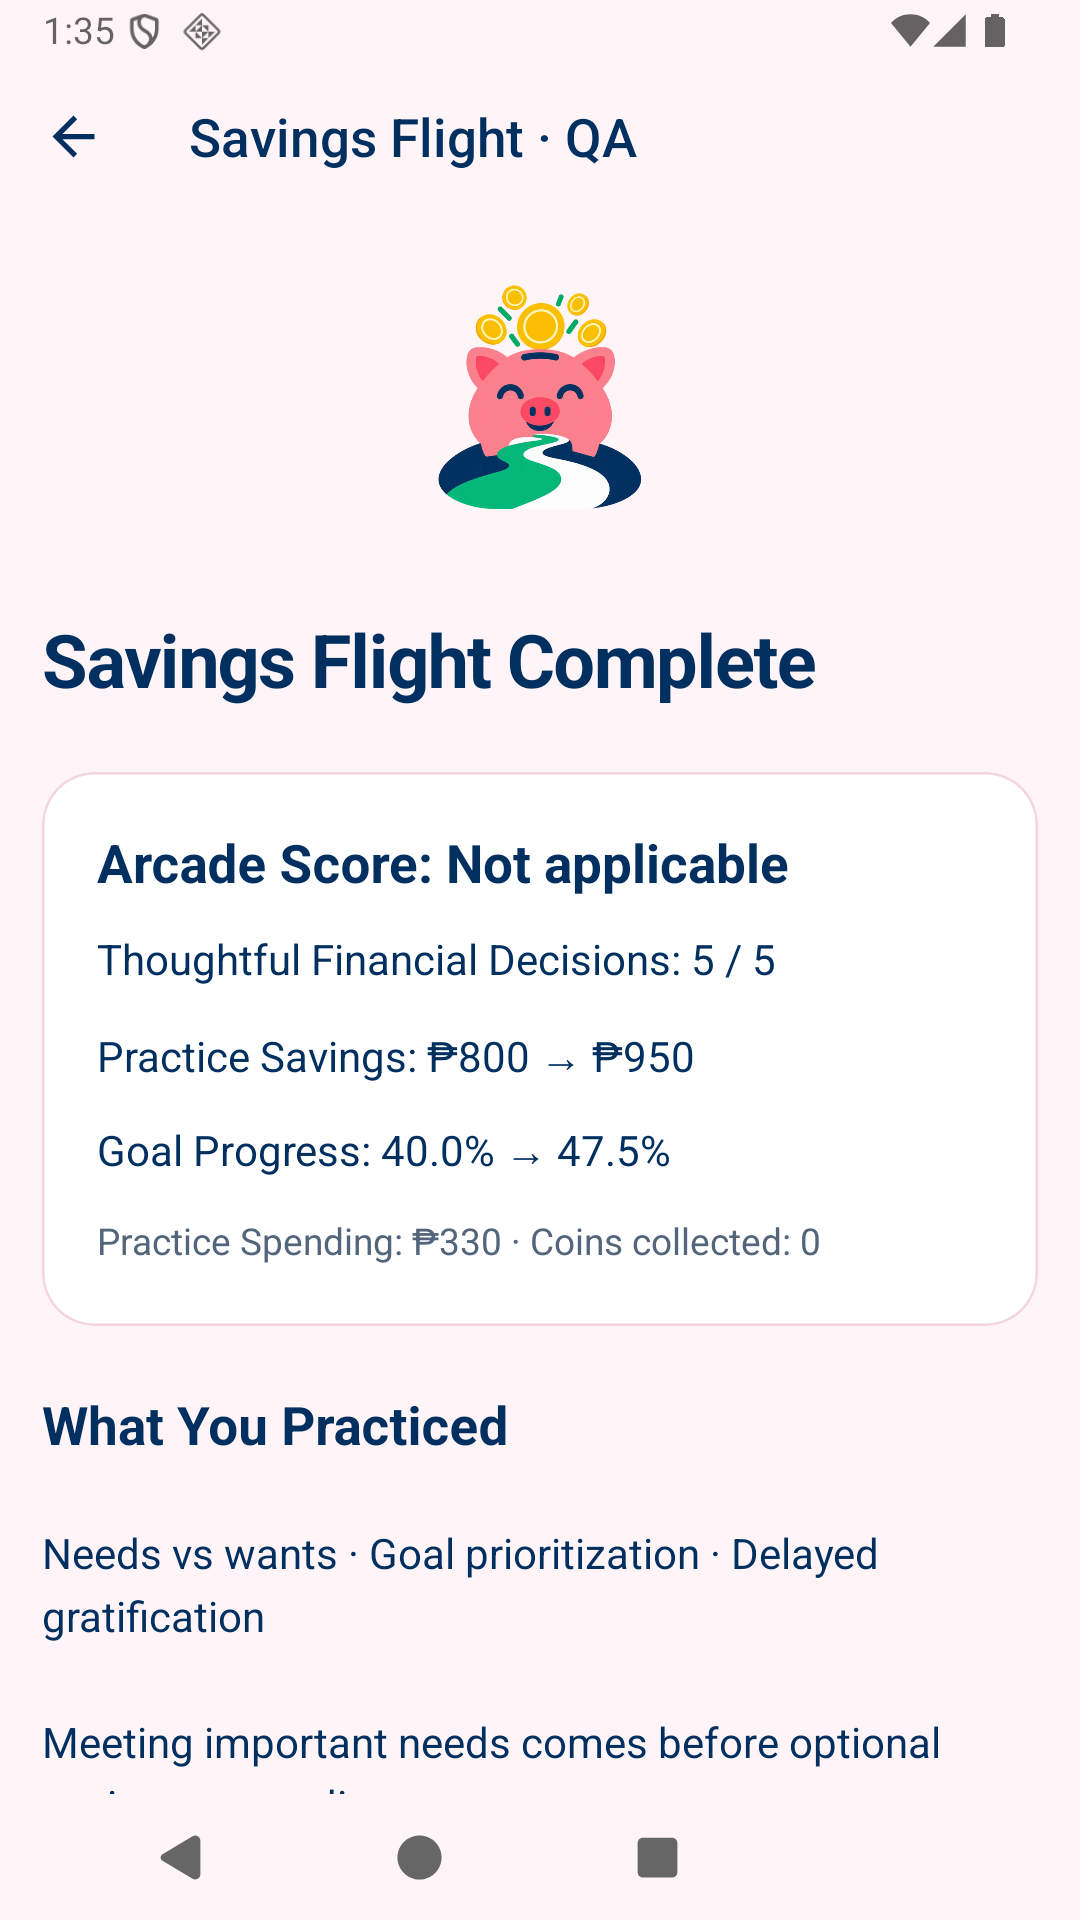 1:35
Savings Flight · QA
Savings Flight Complete
Arcade Score: Not applicable
Thoughtful Financial Decisions: 5 / 5
Practice Savings: ₱800 → ₱950
Goal Progress: 40.0% → 47.5%
Practice Spending: ₱330 · Coins collected: 0
What You Practiced
Needs vs wants · Goal prioritization · Delayed
gratification
Meeting important needs comes before optional